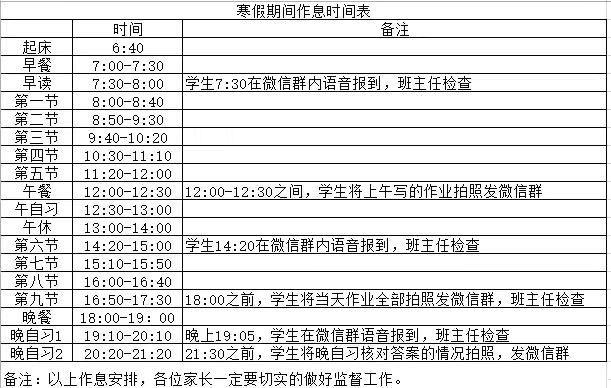 寒假期间作息时间表
时间 备注
起床 6:40
早餐 7:00-7:30
早读 7:30-8:00 学生7:30在微信群内语音报到，班主任检查
第一节 8:00-8:40
第二节 8:50-9:30
第三节 9:40-10:20
第四节 10:30-11:10
第五节 11:20-12:00
午餐 12:00-12:30 12:00-12:30之间，学生将上午写的作业拍照发微信群
午自习 12:30-13:00
午休 13:00-14:00
第六节 14:20-15:00 学生14:20在微信群内语音报到，班主任检查
第七节 15:10-15:50
第八节 16:00-16:40
第九节 16:50-17:30 18:00之前，学生将当天作业全部拍照发微信群，班主任检查
晚餐 18:00-19：00
晚自习1 19:10-20:10 晚上19:05，学生在微信群语音报到，班主任检查
晚自习2 20:20-21:20 21:30之前，学生将晚自习核对答案的情况拍照，发微信群
备注：以上作息安排，各位家长一定要切实的做好监督工作。